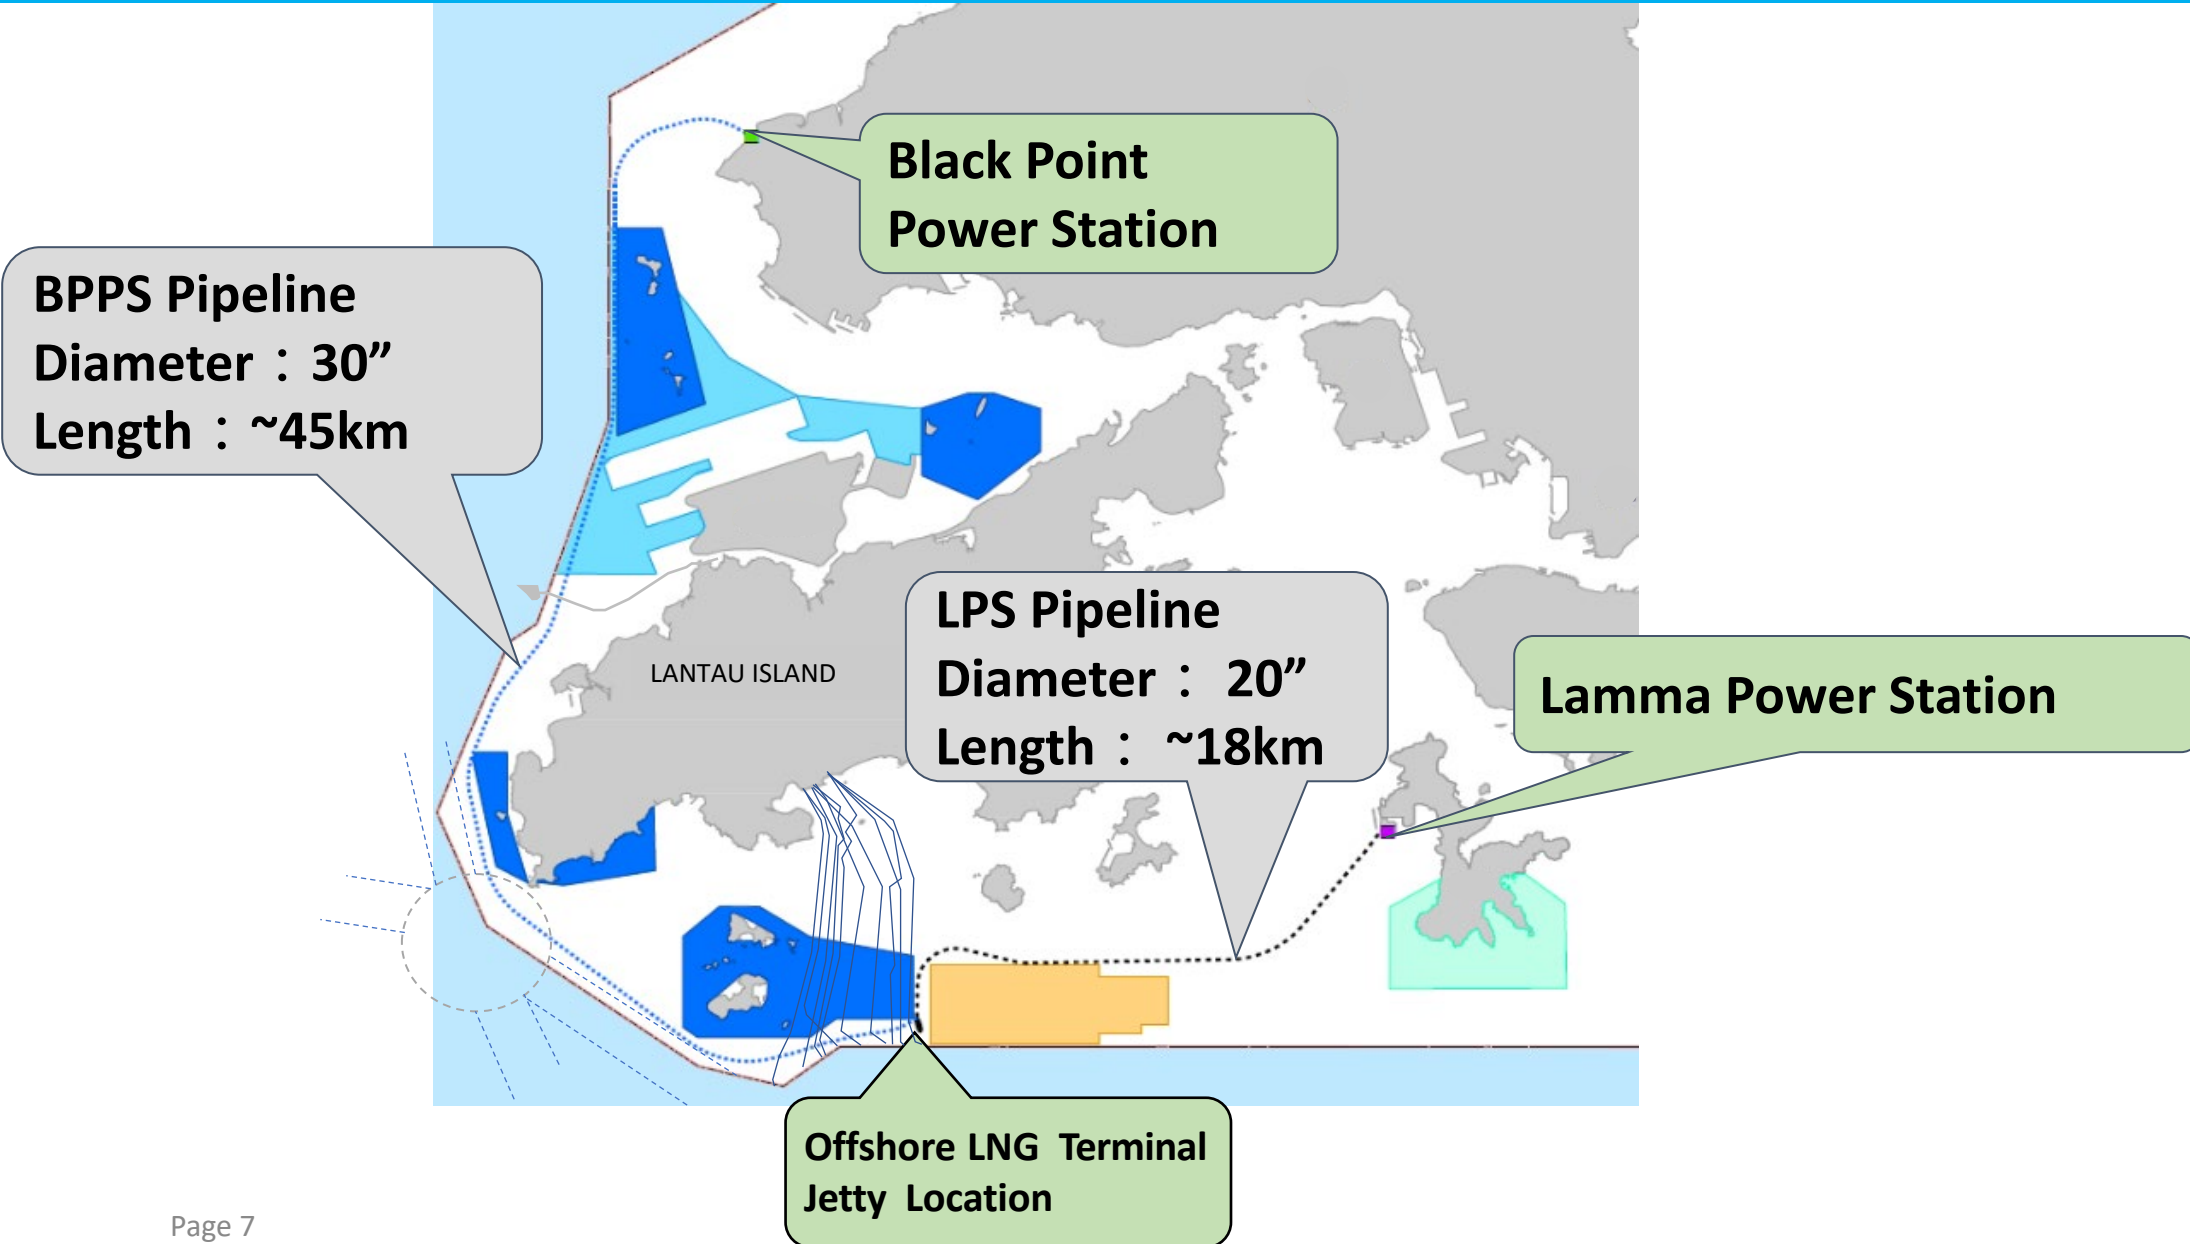 Black Point
Power Station
BPPS Pipeline
Diameter：30”
Length：~45km
LANTAU ISLAND
LPS Pipeline
Diameter： 20”
Length： ~18km
Lamma Power Station
Offshore LNG Terminal
Jetty Location
Page 7